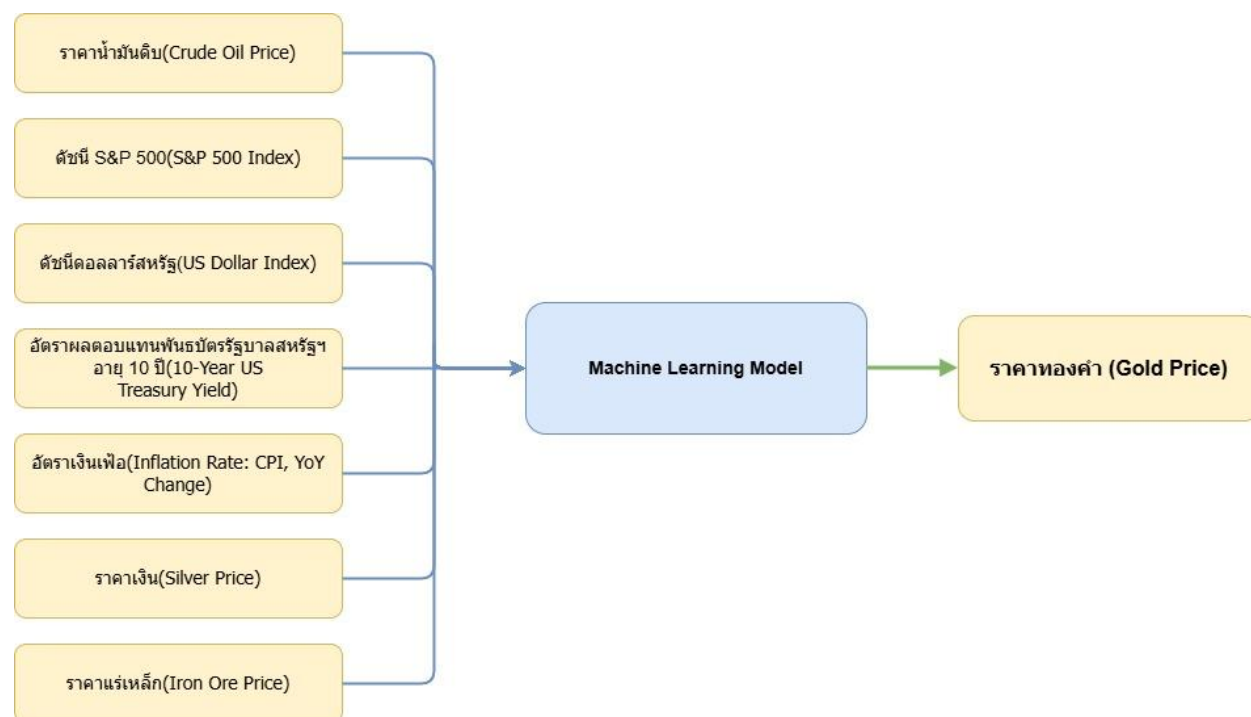 ราคาน้ำมันดิบ(Crude Oil Price)
ดัชนี S&P 500(S&P 500 Index)
ดัชนีดอลลาร์สหรัฐ(US Dollar Index)
อัตราผลตอบแทนพันธบัตรรัฐบาลสหรัฐฯ
อายุ 10 ปี(10-Year US
Treasury Yield)
อัตราเงินเฟ้อ(Inflation Rate: CPI, YoY
Change)
ราคาเงิน(Silver Price)
ราคาแร่เหล็ก(Iron Ore Price)
Machine Learning Model
ราคาทองคำ (Gold Price)